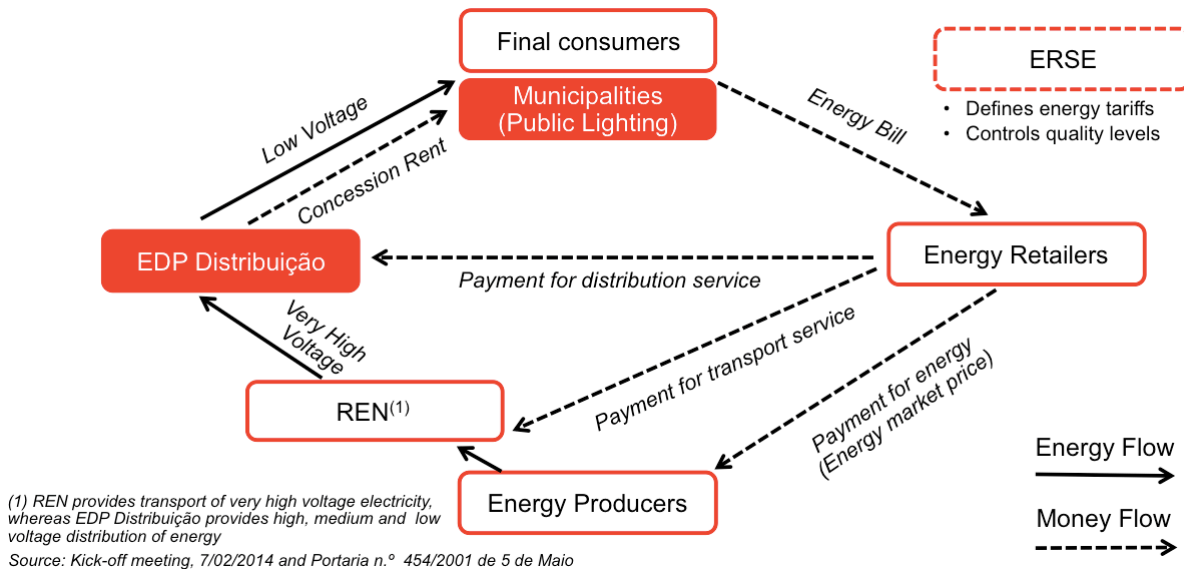 Final consumers
Municipalities
(Public Lighting)
ERSE
• Defines energy tariffs
• Controls quality levels
Low Voltage
Concession Rent
Energy Bill
EDP Distribuição
Energy Retailers
Payment for distribution service
Very High
Voltage
Payment for transport service
Payment for energy
(Energy market price)
REN(1)
Energy Producers
Energy Flow
Money Flow
(1) REN provides transport of very high voltage electricity,
whereas EDP Distribuição provides high, medium and low
voltage distribution of energy
Source: Kick-off meeting, 7/02/2014 and Portaria n.º 454/2001 de 5 de Maio